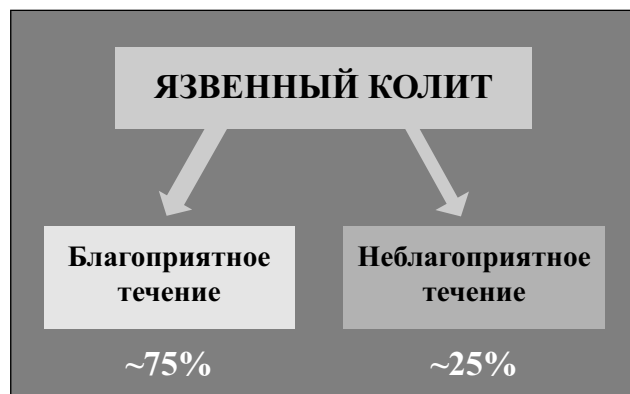 ЯЗВЕННЫЙ КОЛИТ
Благоприятное
течение
Неблагоприятное
течение
~75%
~25%